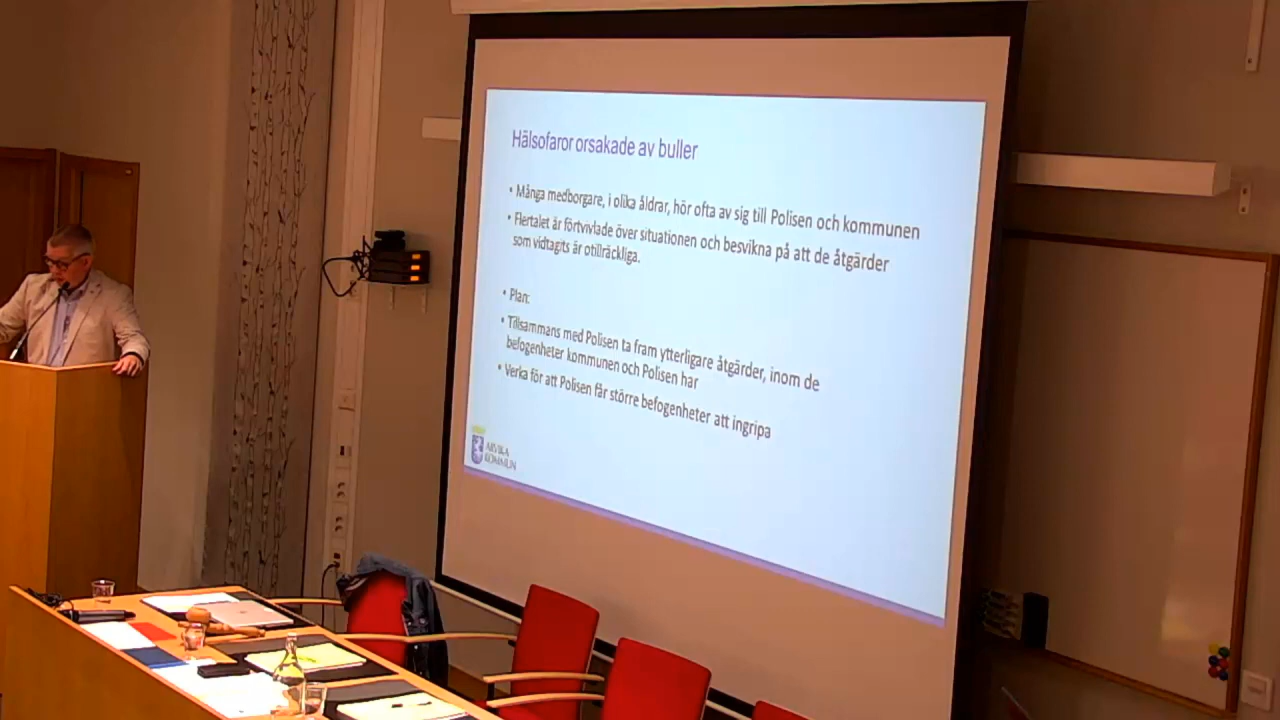 Hälsofaror orsakade av buller
• Många medborgare, i olika åldrar, hör ofta av sig till Polisen och kommunen
• Flertalet är förtvivlade över situationen och besvikna på att de åtgärder
som vidtagits är otillräckliga.
• Plan:
• Tillsammans med Polisen ta fram ytterligare åtgärder, inom de
befogenheter kommunen och Polisen har
• Verka för att Polisen får större befogenheter att ingripa
ARVIKA
KOMMUN